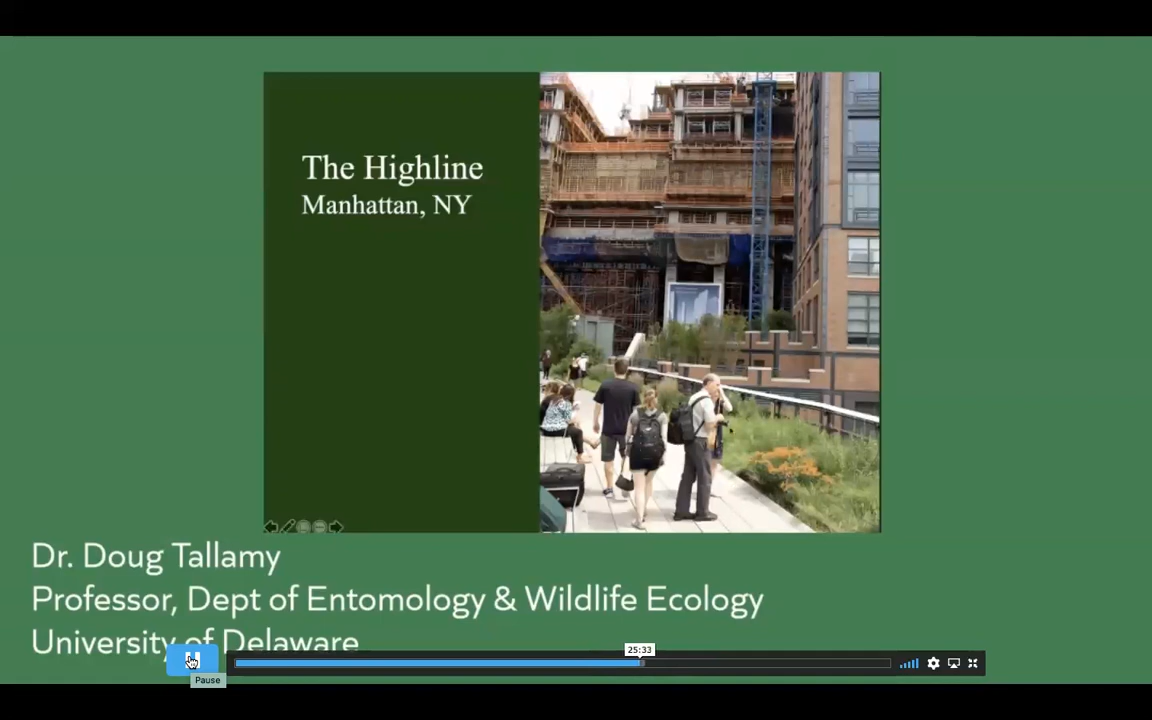 The Highline
Manhattan, NY
Dr. Doug Tallamy
Professor, Dept of Entomology & Wildlife Ecology
University of Delaware
25:33
Pause